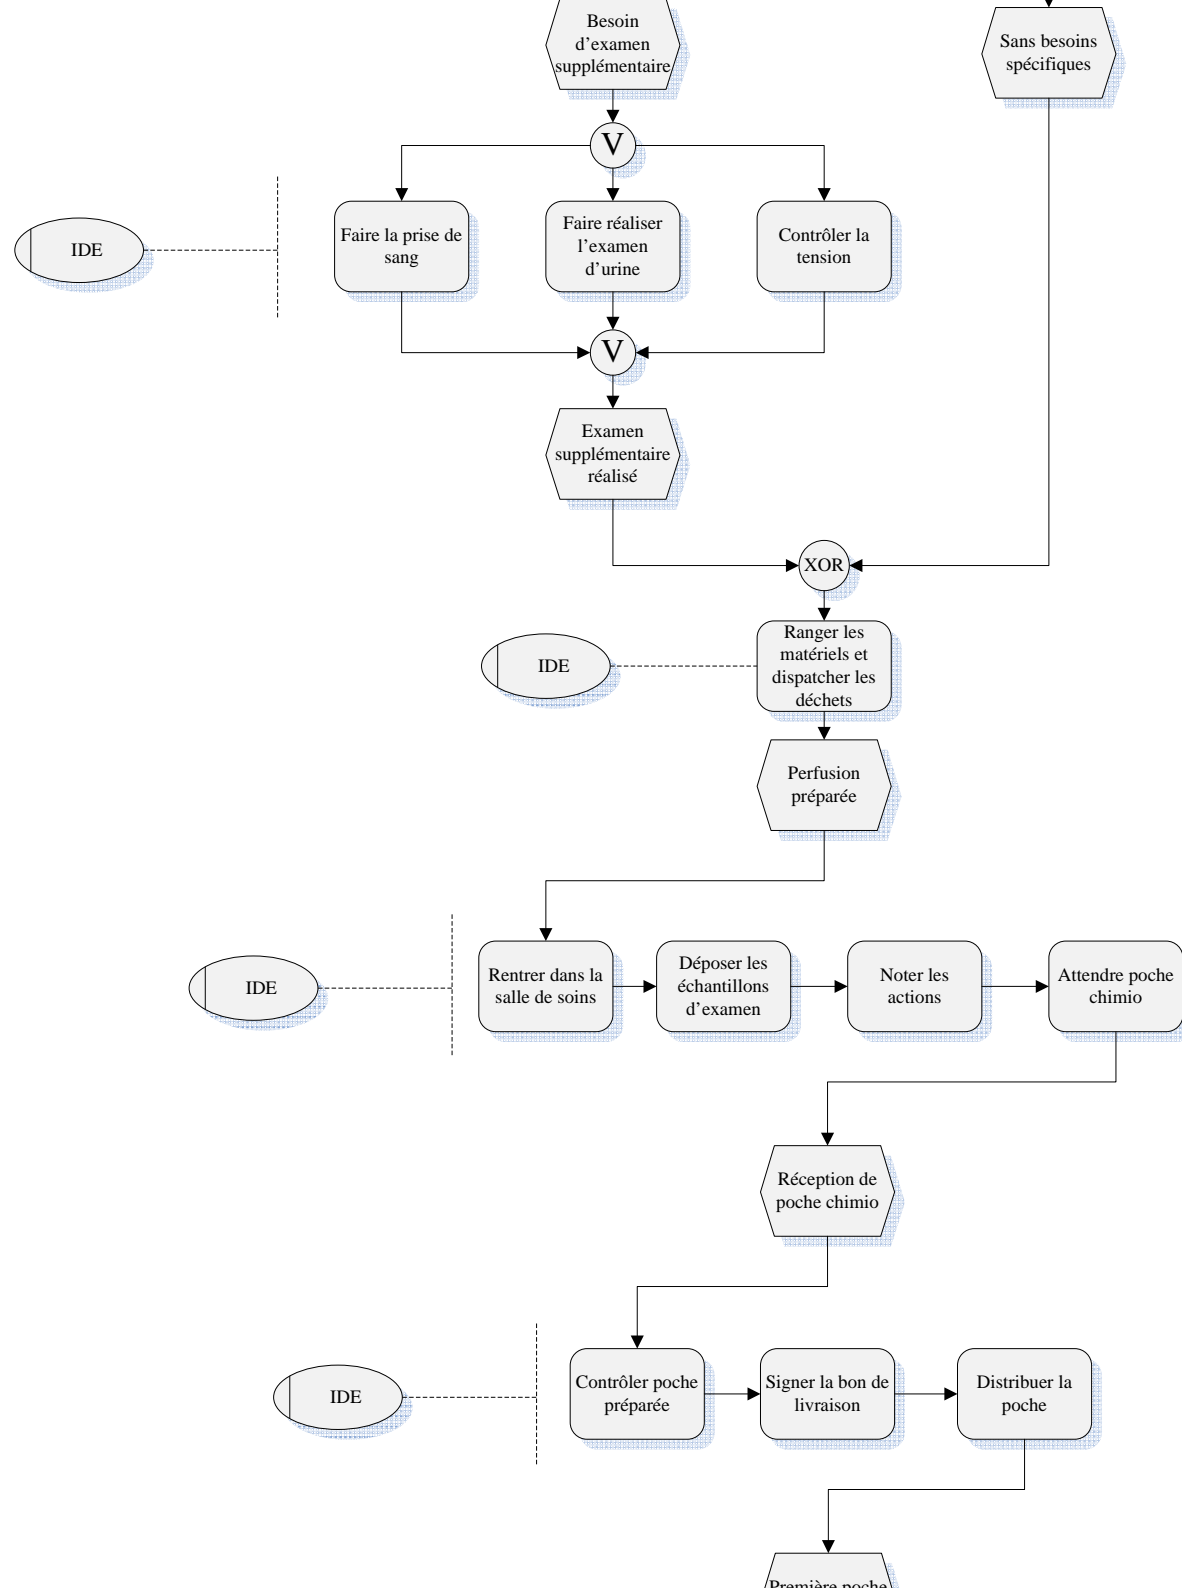 Besoin
d'examen
supplémentaire
Sans besoins
spécifiques
V
IDE
Faire la prise de
sang
Faire réaliser
l'examen
d'urine
Contrôler la
tension
V
Examen
supplémentaire
réalisé
XOR
IDE
Ranger les
matériels et
dispatcher les
déchets
Perfusion
préparée
IDE
Rentrer dans la
salle de soins
Déposer les
échantillons
d'examen
Noter les
actions
Attendre poche
chimio
Réception de
poche chimio
IDE
Contrôler poche
préparée
Signer la bon de
livraison
Distribuer la
poche
Première poche